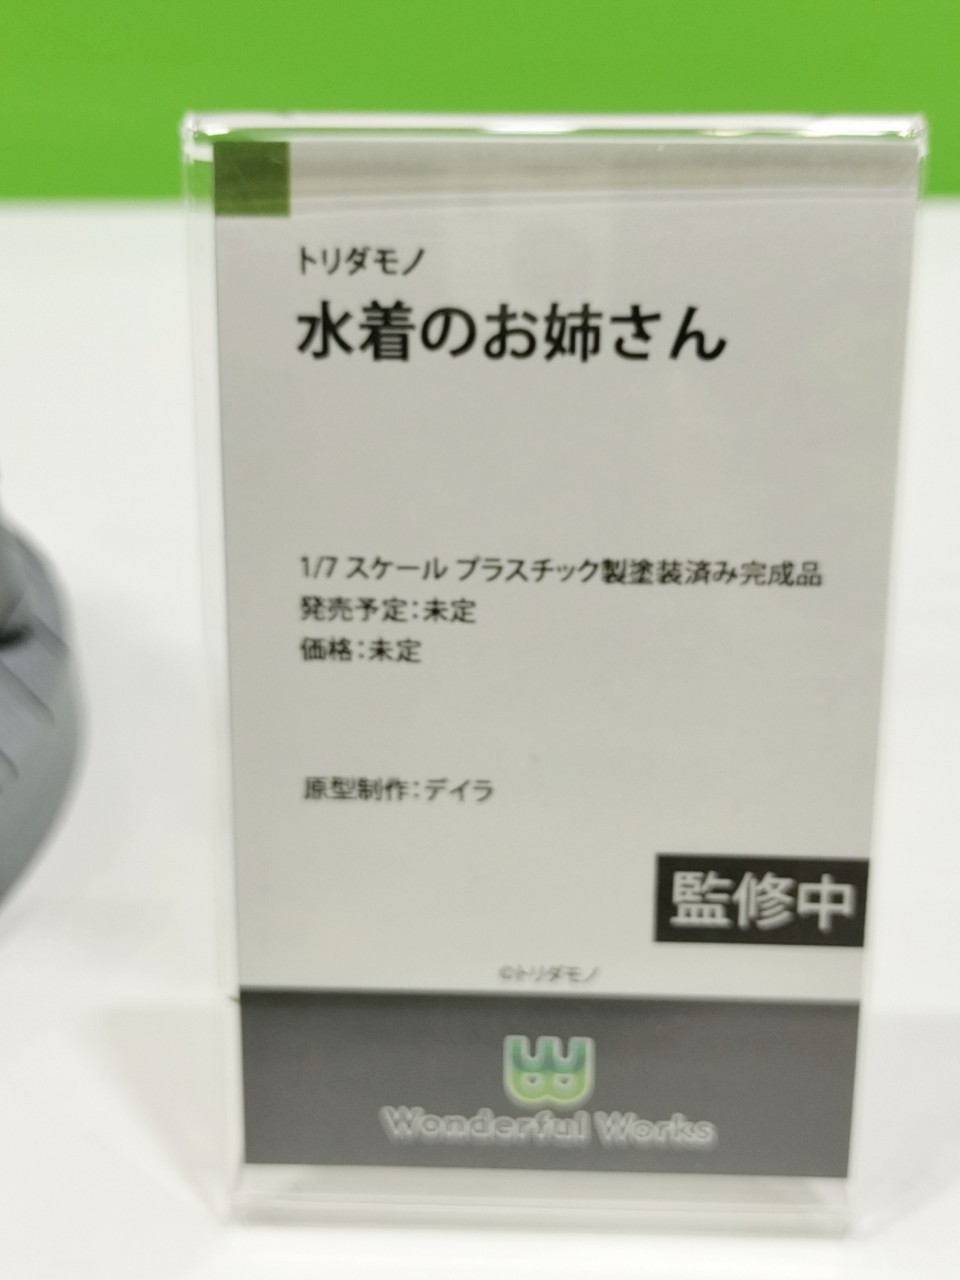 トリダモノ
水着のお姉さん
1/7 スケール プラスチック製塗装済み完成品
発売予定：未定
価格：未定
原型制作：デイラ
監修中
©トリダモノ
Wonderful Works